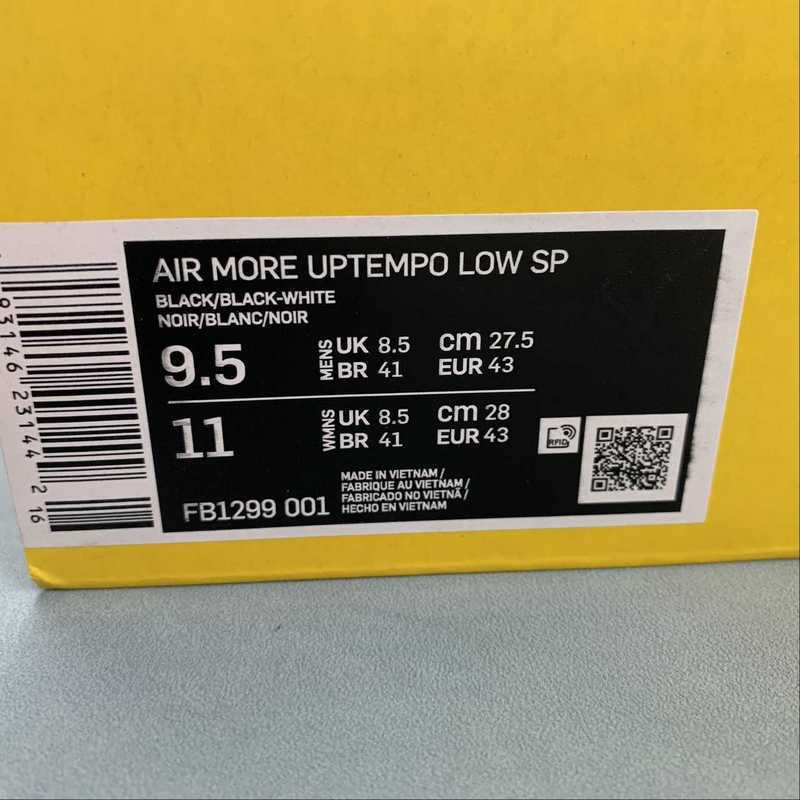 AIR MORE UPTEMPO LOW SP
BLACK/BLACK-WHITE
NOIR/BLANC/NOIR
9.5
MENS
UK 8.5 cm 27.5
BR 41 EUR 43
11
WMNS
UK 8.5 cm 28
BR 41 EUR 43
RFID
FB1299 001
MADE IN VIETNAM /
FABRIQUE AU VIETNAM /
FABRICADO NO VIETNÃ /
HECHO EN VIETNAM
93146 23144 2 16